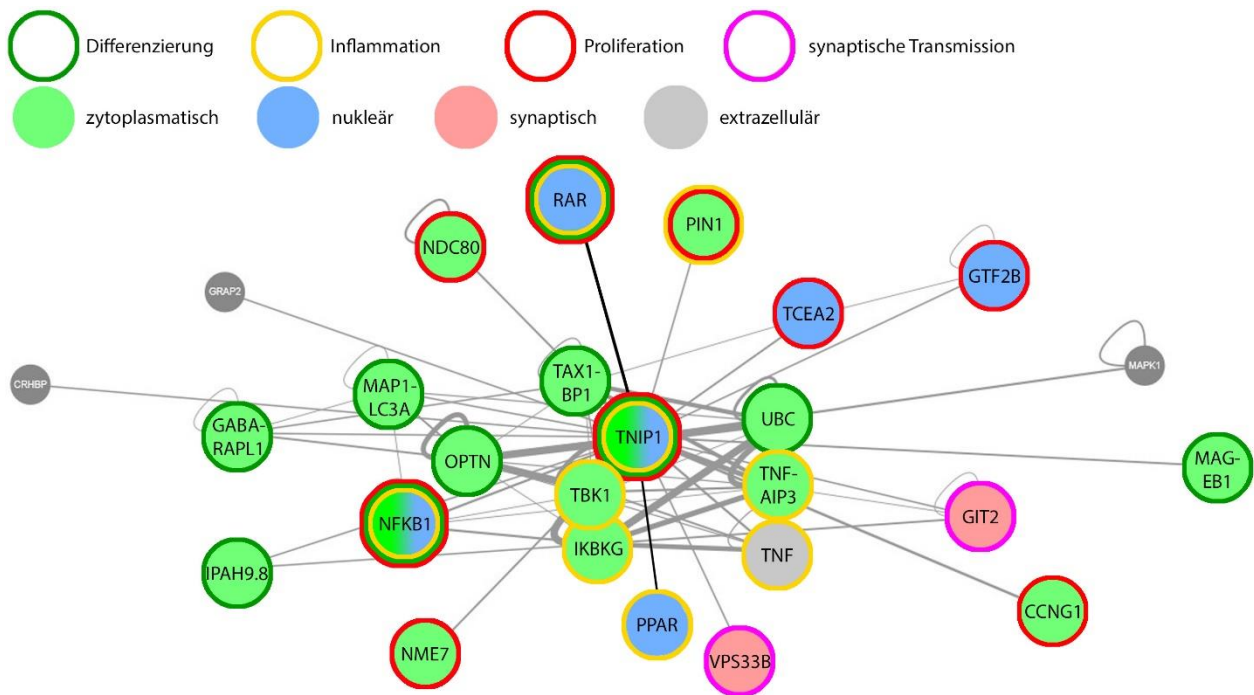 Differenzierung
Inflammation
Proliferation
synaptische Transmission
zytoplasmatisch
nukleär
synaptisch
extrazellulär
RAR
PIN1
NDC80
GTF2B
GRAP2
TCEA2
MAPK1
CRHBP
TAX1-
BP1
MAP1-
LC3A
GABA-
RAPL1
UBC
TNIP1
OPTN
MAG-
EB1
TNF-
AIP3
TBK1
GIT2
NFKB1
IKBKG
TNF
IPAH9.8
CCNG1
PPAR
NME7
VPS33B